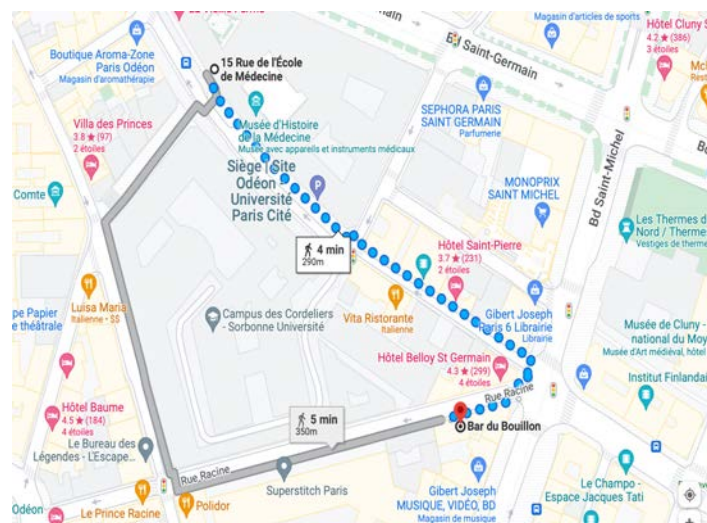 Boutique Aroma-Zone
Paris Odéon
Magasin d'aromathérapie
15 Rue de l'École
de Médecine
Saint-Germain
Magasin d'articles de sports
Hôtel Cluny S
4.2 ★ (386)
3 étoiles
Villa des Princes
3.8 ★ (97)
2 étoiles
Musée d'Histoire
de la Médecine
Musée avec appareils et instruments médicaux
SEPHORA PARIS
SAINT GERMAIN
Parfumerie
Bd Saint-Michel
Siège | Site
Odéon
Université
Paris Cité
P
MONOPRIX
SAINT MICHEL
Comte
Les Thermes d
Nord / Therme
Vestiges de therme
4 min
290m
Hôtel Saint-Pierre
3.7 ★ (231)
2 étoiles
Luisa Maria
Italienne · $$
pe Papier
e théâtrale
Campus des Cordeliers
- Sorbonne Université
Vita Ristorante
Italienne
Gibert Joseph
Paris 6 Librairie
Librairie
Musée de Cluny -
national du Moy
Musée d'Art médiéval, hôtel
Hôtel Belloy St Germain
4.3 ★ (299)
4 étoiles
Institut Finlandai
Rue Racine
Hôtel Baume
4.5 ★ (184)
4 étoiles
5 min
350m
Bar du Bouillon
Le Bureau des
Légendes - L'Escape...
Rue Racine
Superstitch Paris
Le Champo -
Espace Jacques Tati
Gibert Joseph
MUSIQUE, VIDÉO, BD
Magasin de musique
Odéon
Le Prince Racine
Polidor